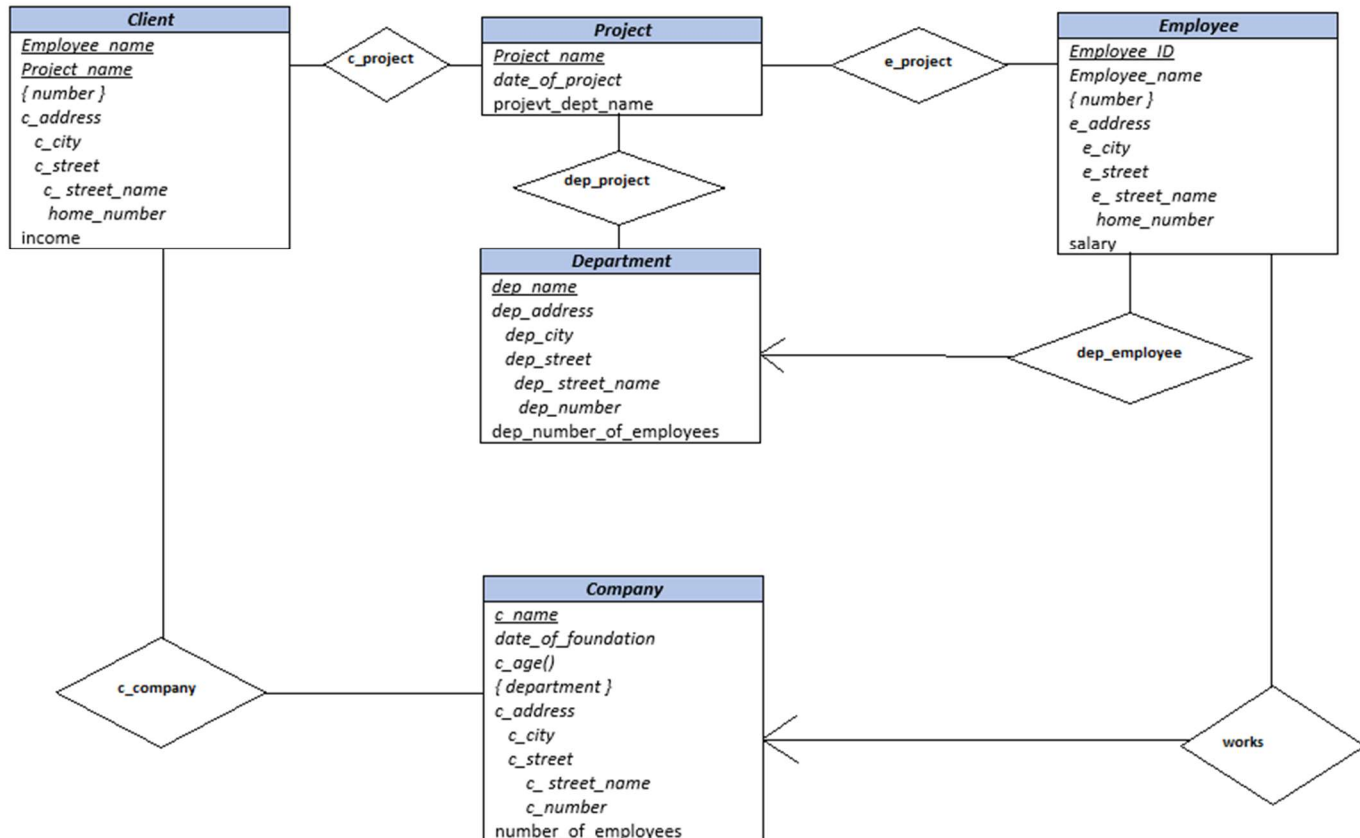 Client
Employee_name
Project_name
{ number }
c_address
c_city
c_street
c_ street_name
home_number
income
c_project
Project
Project_name
date_of_project
projevt_dept_name
e_project
Employee
Employee_ID
Employee_name
{ number }
e_address
e_city
e_street
e_ street_name
home_number
salary
dep_project
Department
dep_name
dep_address
dep_city
dep_street
dep_ street_name
dep_number
dep_number_of_employees
dep_employee
c_company
Company
c_name
date_of_foundation
c_age()
{ department }
c_address
c_city
c_street
c_ street_name
c_number
number_of_employees
works